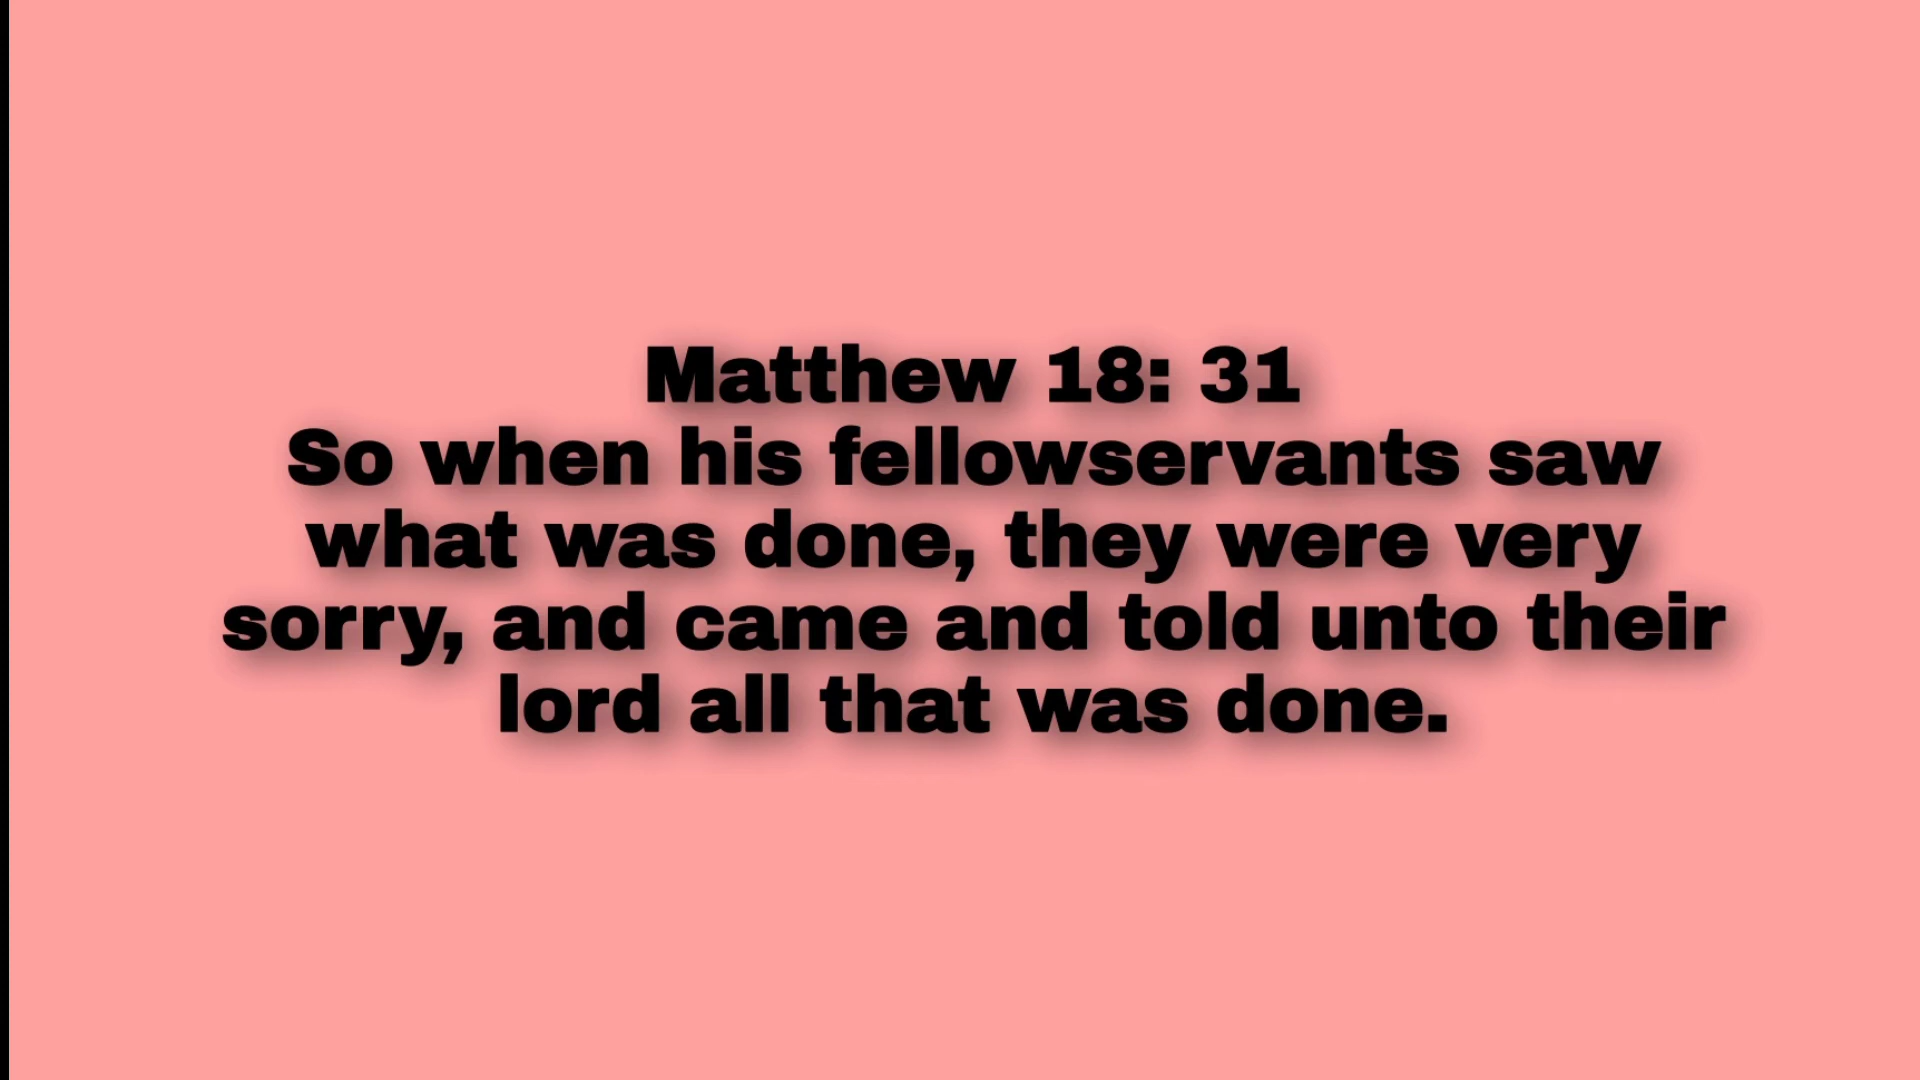 Matthew 18: 31
So when his fellowservants saw
what was done, they were very
sorry, and came and told unto their
lord all that was done.